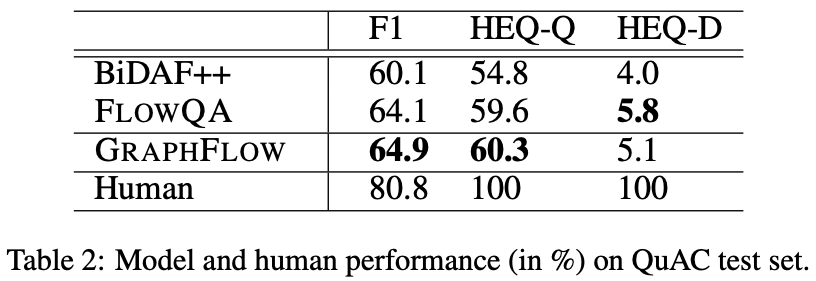 F1 HEQ-Q HEQ-D
BiDAF++ 60.1 54.8 4.0
FLOWQA 64.1 59.6 5.8
GRAPHFLOW 64.9 60.3 5.1
Human 80.8 100 100
Table 2: Model and human performance (in %) on QuAC test set.